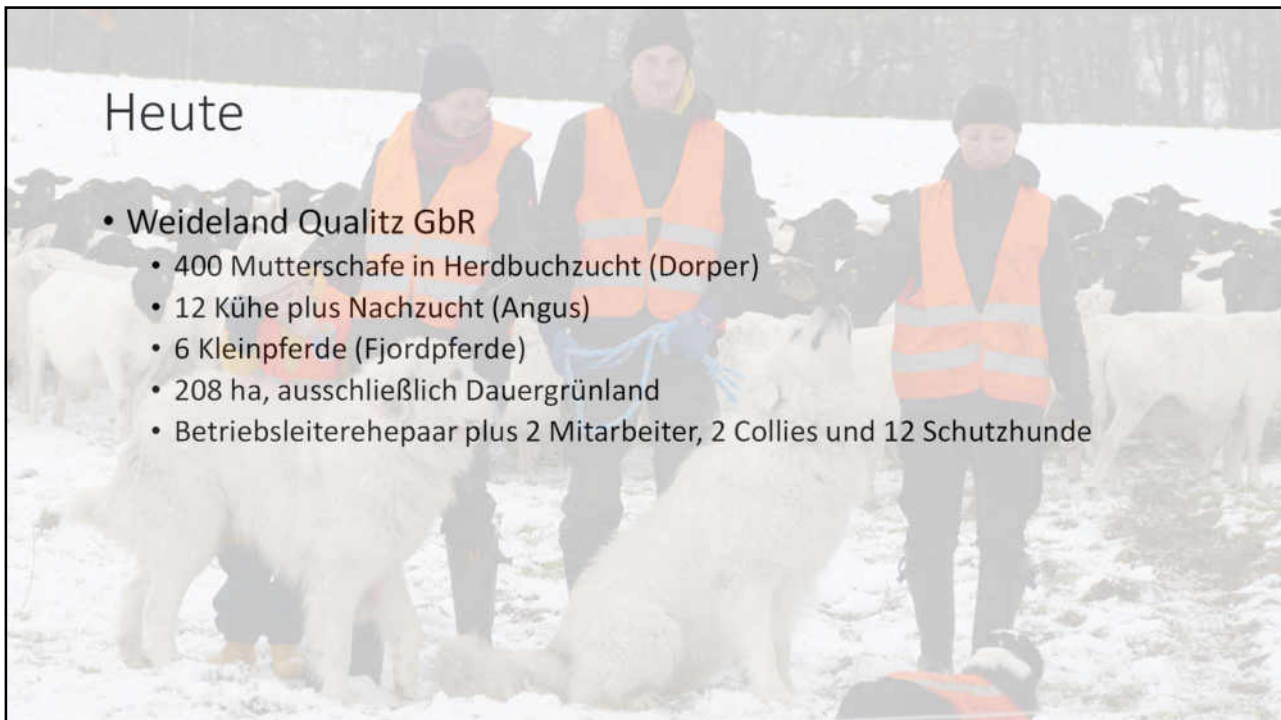 Heute
• Weideland Qualitz GbR
• 400 Mutterschafe in Herdbuchzucht (Dorper)
• 12 Kühe plus Nachzucht (Angus)
• 6 Kleinpferde (Fjordpferde)
• 208 ha, ausschließlich Dauergrünland
• Betriebsleiterehepaar plus 2 Mitarbeiter, 2 Collies und 12 Schutzhunde